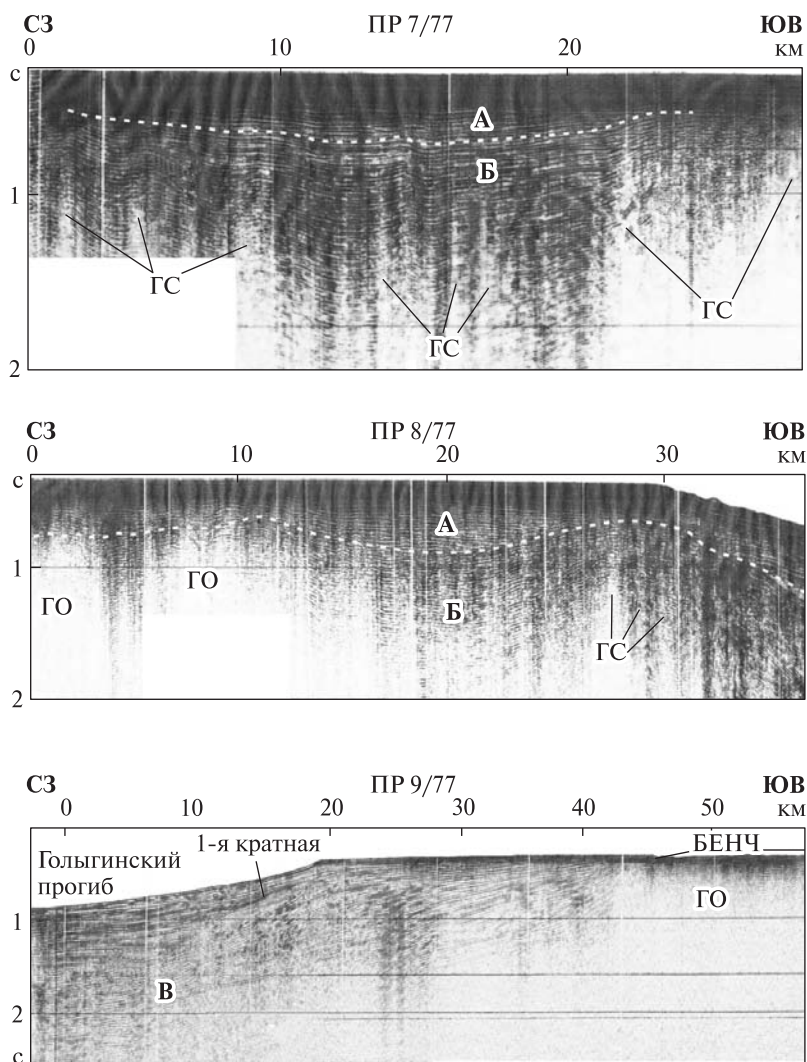 СЗ ПР 7/77 ЮВ
0 10 20 км
с
А
Б
1
ГС
ГС
ГС
2
СЗ ПР 8/77 ЮВ
0 10 20 30 км
с
А
1
ГО
ГО
Б
ГС
2
СЗ ПР 9/77 ЮВ
0 10 20 30 40 50 км
Голыгинский
прогиб
1-я кратная
БЕНЧ
ГО
1
В
2
с